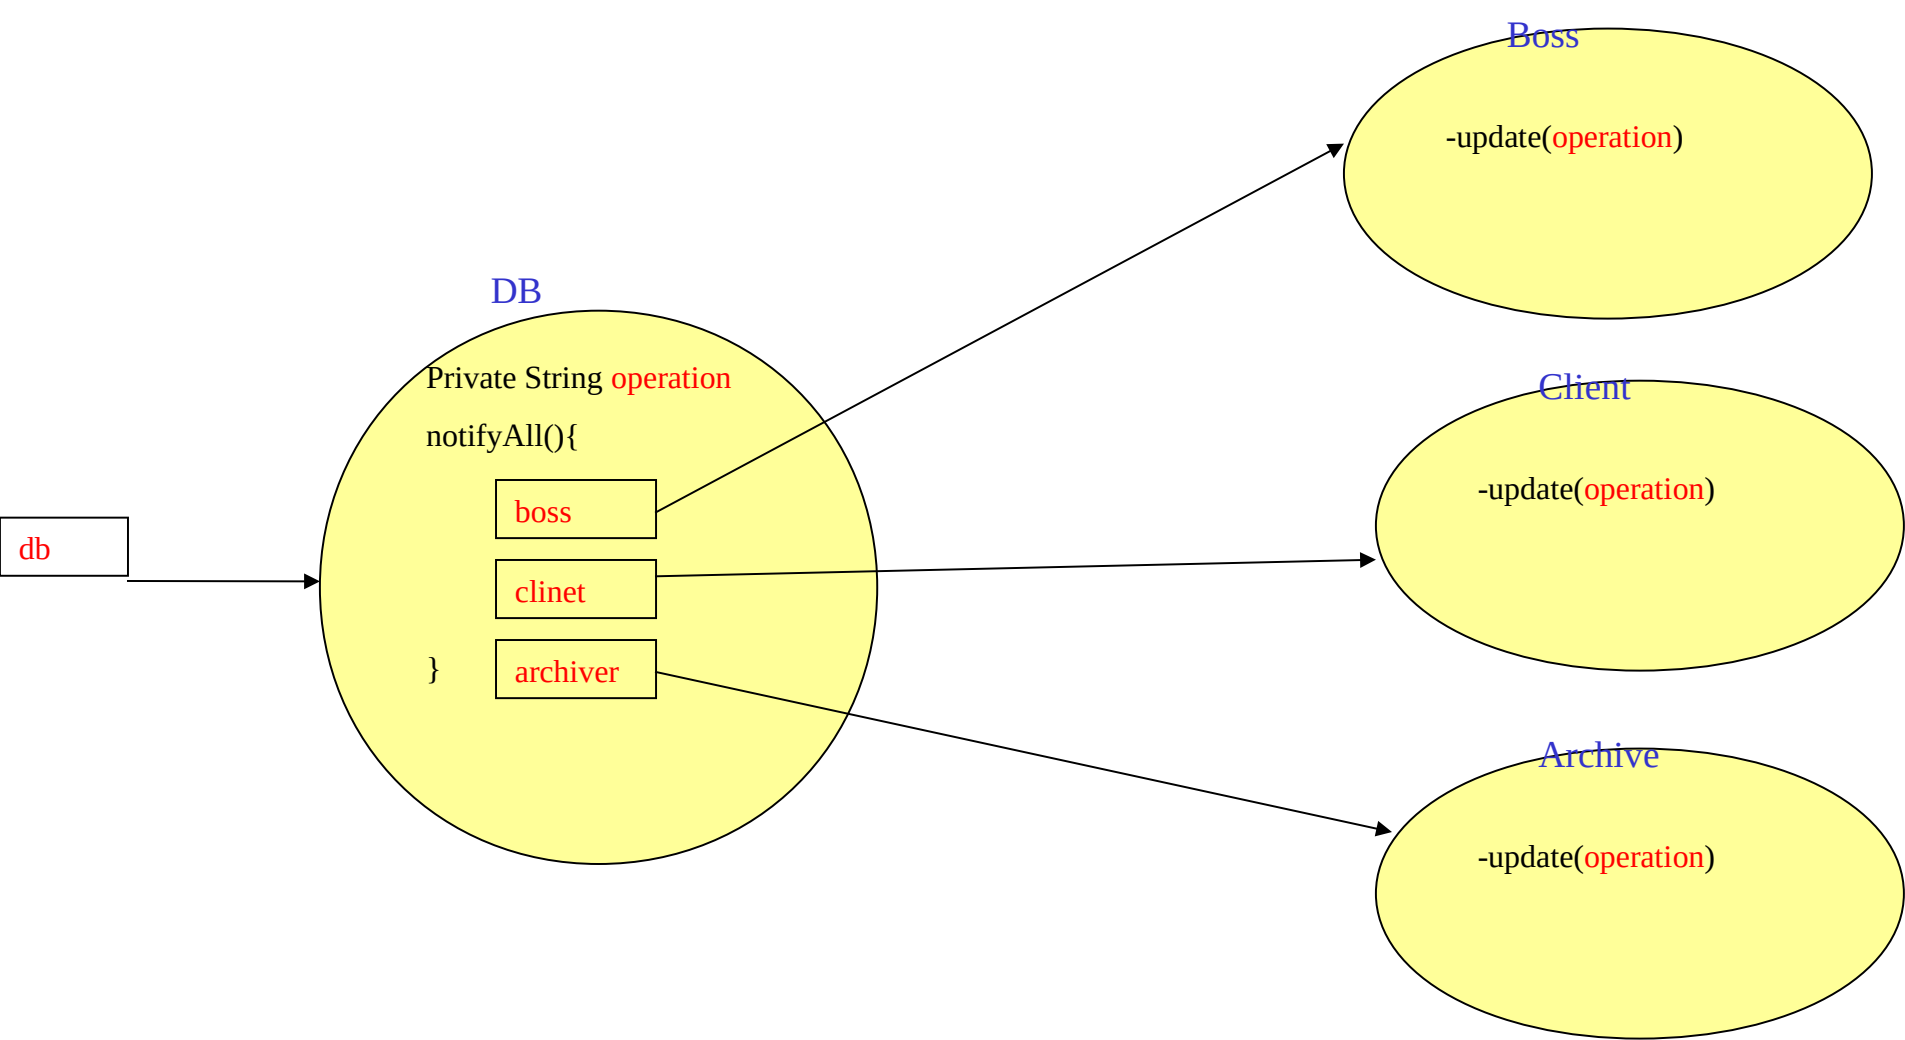 Boss
-update(operation)
DB
Private String operation
notifyAll(){
boss
db
clinet
archiver
}
Client
-update(operation)
Archive
-update(operation)